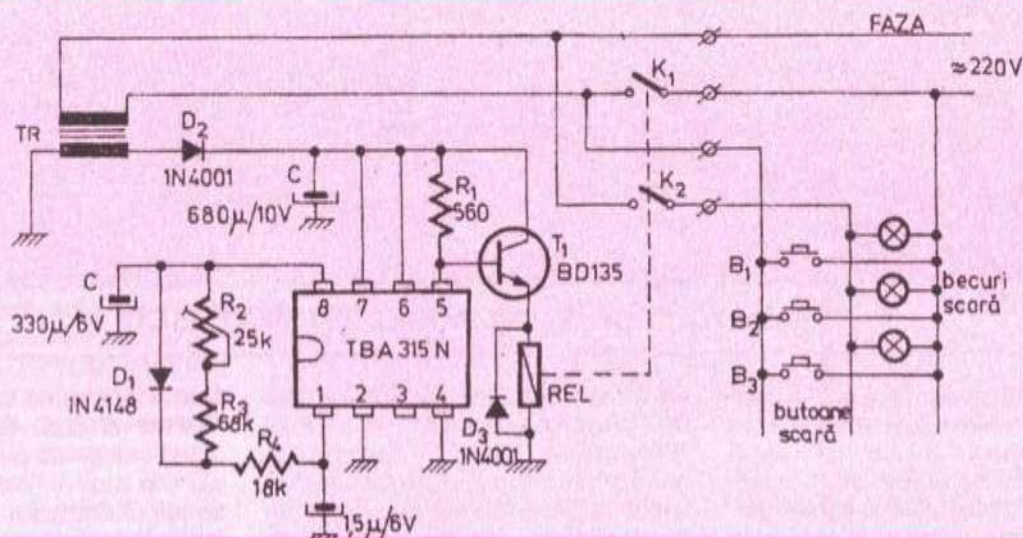 FAZA
≈220V
K1
TR
D2
1N4001
C
680µ/10V
R1
560
K2
T1
BD135
B1
becuri
scară
C
330µ/6V
R2
25k
8 7 6 5
TBA 315 N
1 2 3 4
REL
B2
D1
1N4148
R3
68k
D3
1N4001
B3
butoane
scară
R4
18k
1,5µ/6V